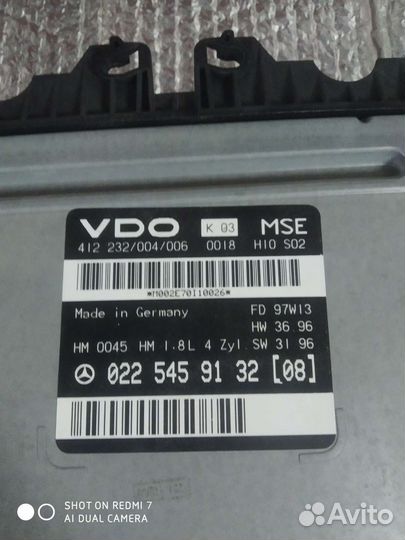 VDO K 03 MSE
412 232/004/006 0018 H10 S02
*M002E70I10026*
Made in Germany FD 97W13
HW 36.96
HM 0045 HM 1.8L 4 Zyl. SW 31 96
022 545 91 32 [08]
SHOT ON REDMI 7
AI DUAL CAMERA
Avito